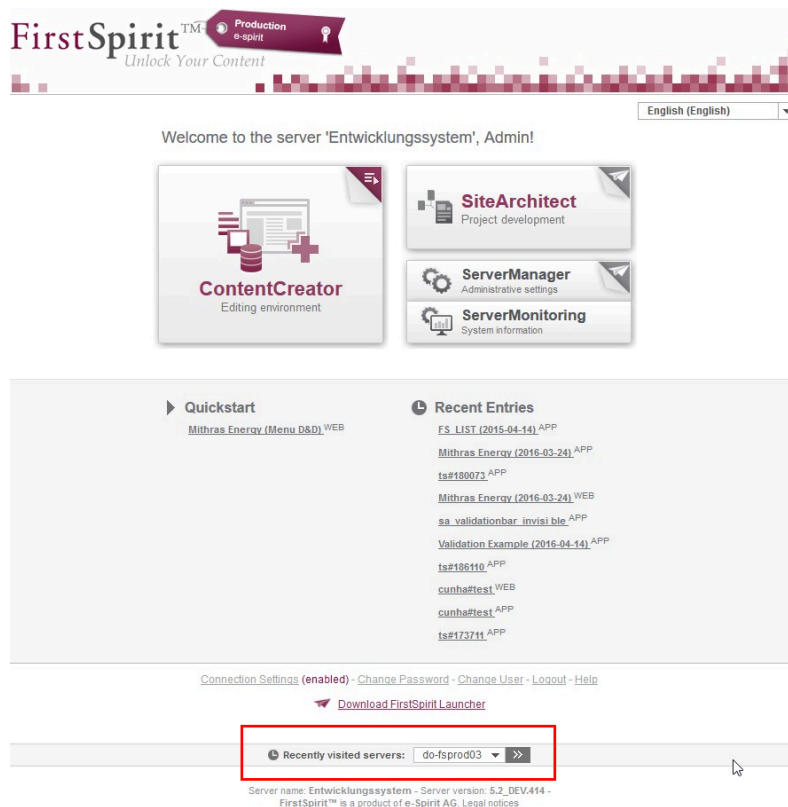 FirstSpirit™
Unlock Your Content
Production
e-spirit
English (English)
Welcome to the server 'Entwicklungssystem', Admin!
ContentCreator
Editing environment
SiteArchitect
Project development
ServerManager
Administrative settings
ServerMonitoring
System information
Quickstart
Mithras Energy (Menu D&D) WEB
Recent Entries
FS_LIST (2015-04-14) APP
Mithras Energy (2016-03-24) APP
ts#180073 APP
Mithras Energy (2016-03-24) WEB
sa_validationbar_invisi ble APP
Validation Example (2016-04-14) APP
ts#186110 APP
cunha#test WEB
cunha#test APP
ts#173711 APP
Connection Settings (enabled) - Change Password - Change User - Logout - Help
Download FirstSpirit Launcher
Recently visited servers: do-fsprod03 >>
Server name: Entwicklungssystem - Server version: 5.2_DEV.414 -
FirstSpirit™ is a product of e-Spirit AG. Legal notices